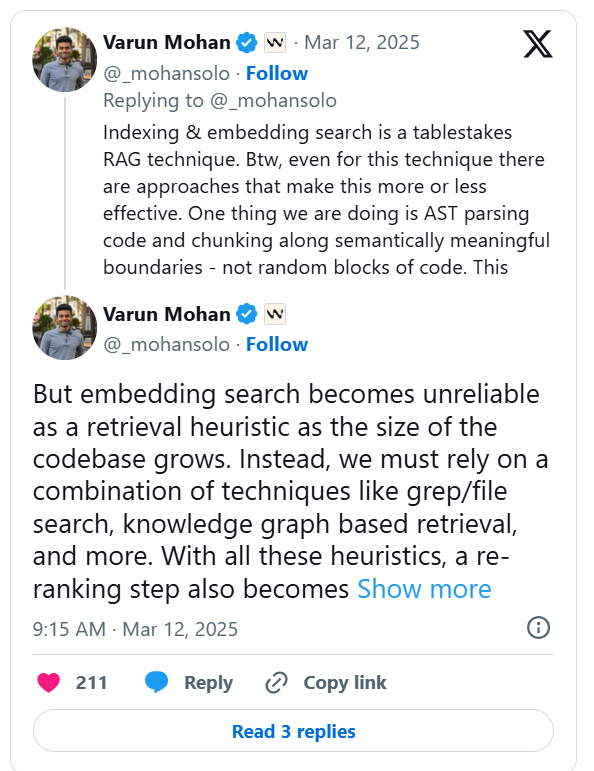 Varun Mohan · Mar 12, 2025
@_mohansolo · Follow
Replying to @_mohansolo
Indexing & embedding search is a tablestakes
RAG technique. Btw, even for this technique there
are approaches that make this more or less
effective. One thing we are doing is AST parsing
code and chunking along semantically meaningful
boundaries - not random blocks of code. This
Varun Mohan
@_mohansolo · Follow
But embedding search becomes unreliable
as a retrieval heuristic as the size of the
codebase grows. Instead, we must rely on a
combination of techniques like grep/file
search, knowledge graph based retrieval,
and more. With all these heuristics, a re-
ranking step also becomes Show more
9:15 AM · Mar 12, 2025
211 Reply Copy link
Read 3 replies